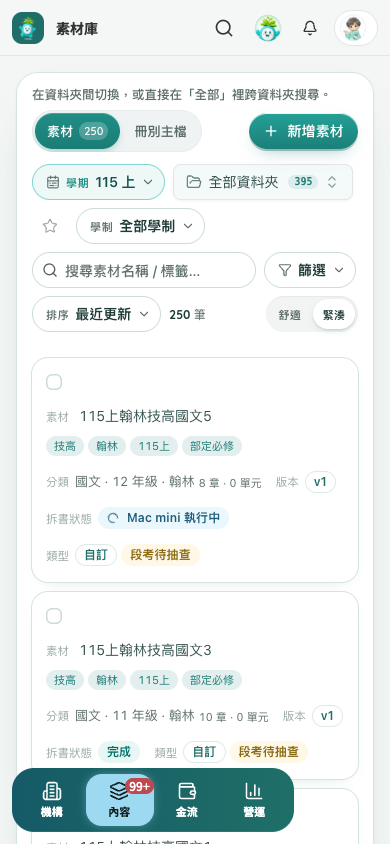 素材庫
在資料夾間切換，或直接在「全部」裡跨資料夾搜尋。
素材 250 冊別主檔 新增素材
學期 115 上 全部資料夾 395
學制 全部學制
搜尋素材名稱 / 標籤... 篩選
排序 最近更新 250 筆 舒適 緊湊
素材 115上翰林技高國文5
技高 翰林 115上 部定必修
分類 國文 · 12 年級 · 翰林 8 章 · 0 單元 版本 v1
拆書狀態 Mac mini 執行中
類型 自訂 段考待抽查
素材 115上翰林技高國文3
技高 翰林 115上 部定必修
分類 國文 · 11 年級 · 翰林 10 章 · 0 單元 版本 v1
拆書狀態 完成 類型 自訂 段考待抽查
99+
機構 內容 金流 營運